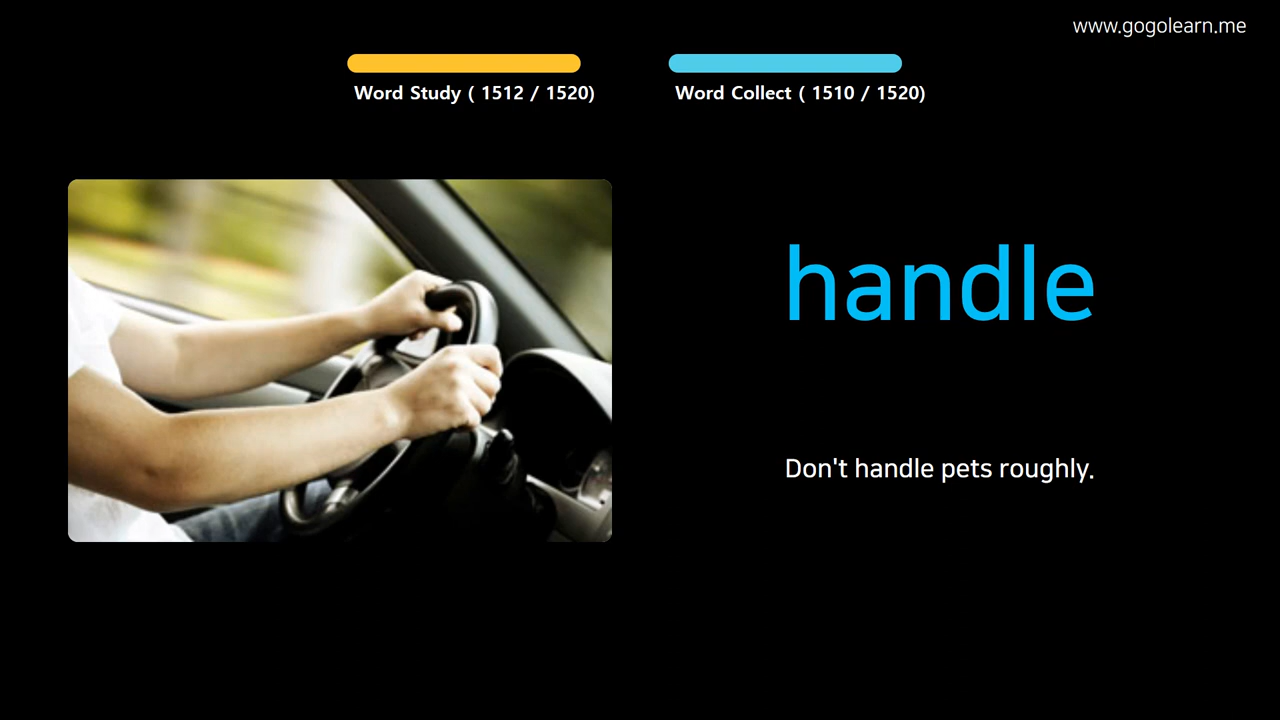 www.gogolearn.me
Word Study ( 1512 / 1520)
Word Collect ( 1510 / 1520)
handle
Don't handle pets roughly.